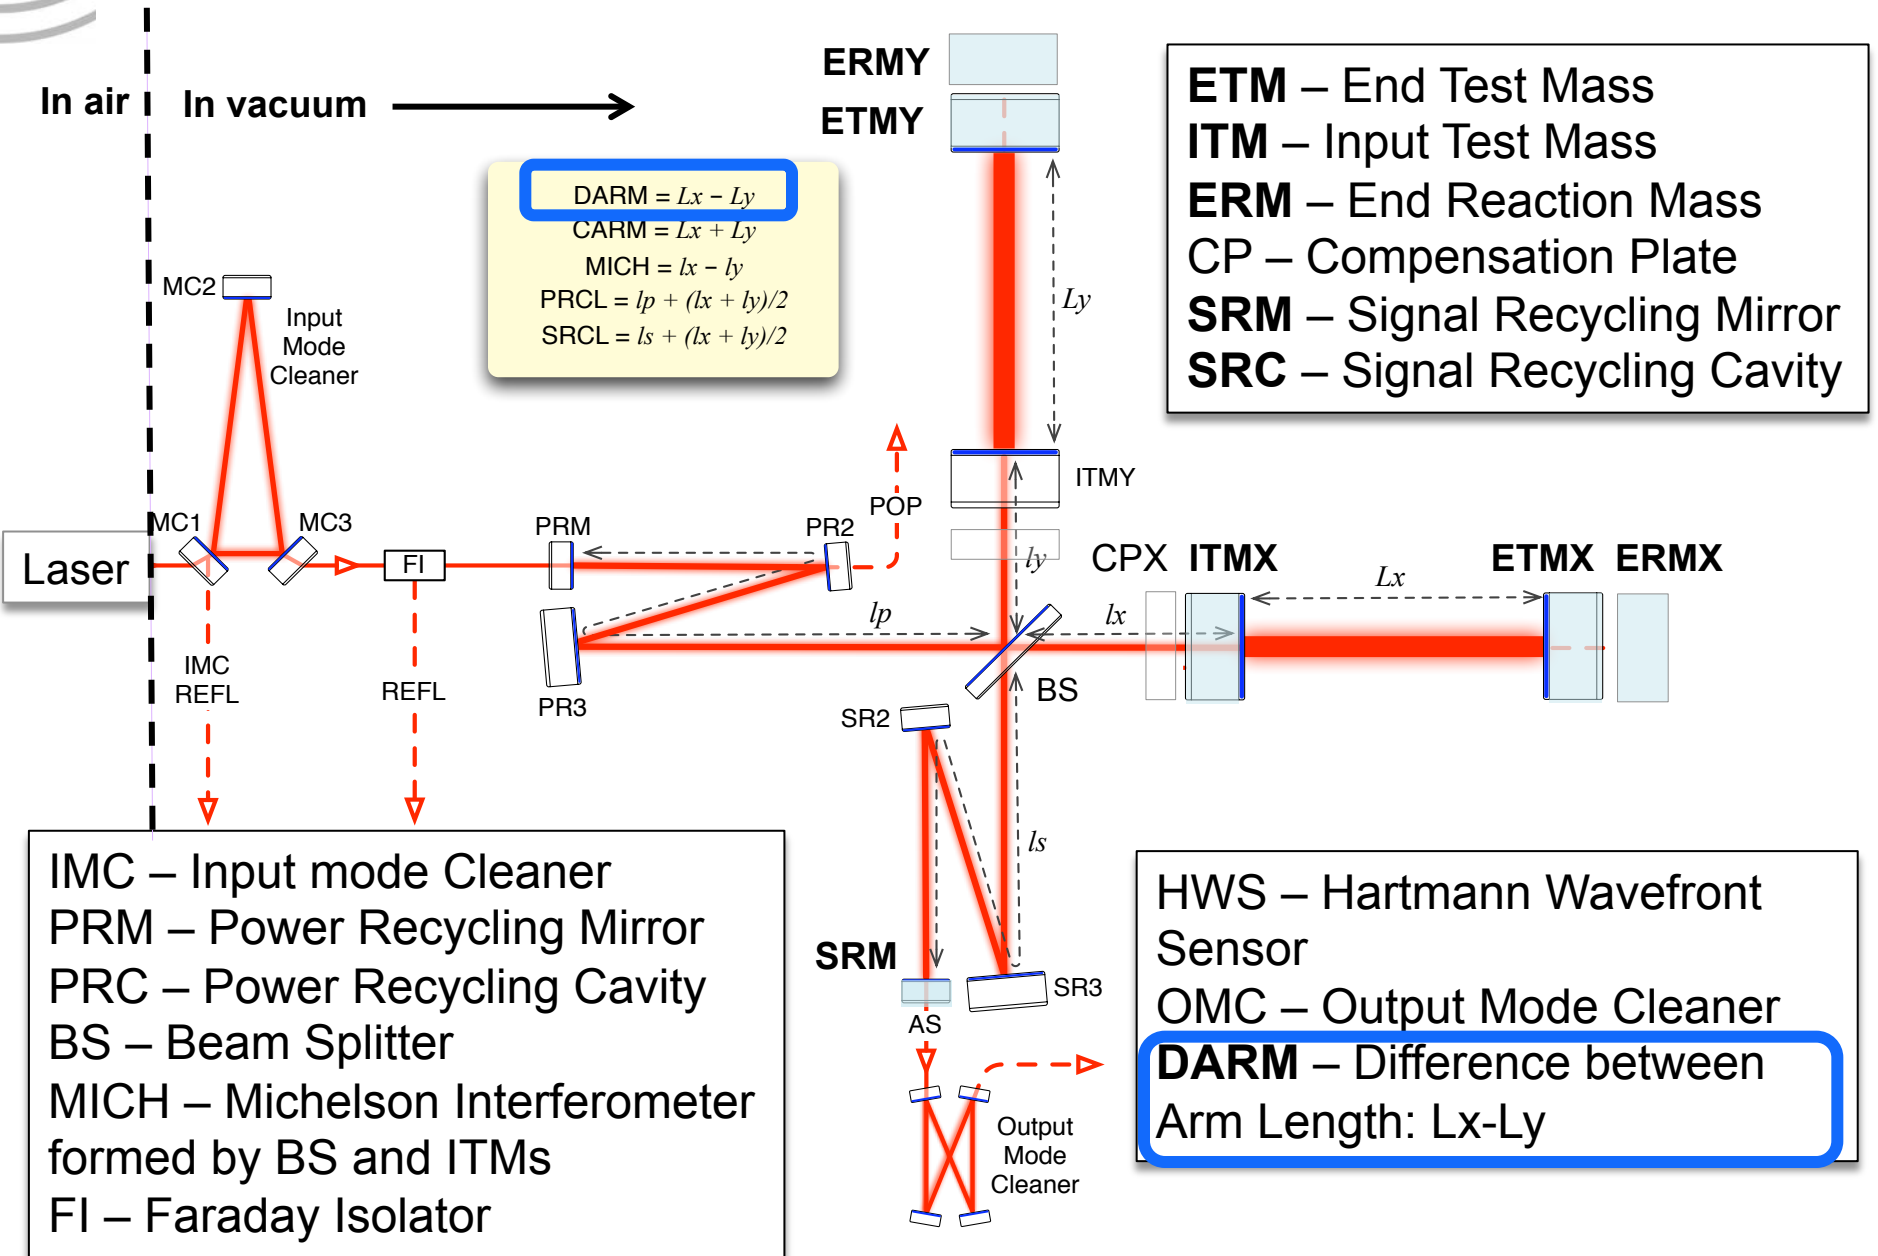 In air
In vacuum
ERMY
ETMY
DARM = Lx − Ly
CARM = Lx + Ly
MICH = lx − ly
PRCL = lp + (lx + ly)/2
SRCL = ls + (lx + ly)/2
ETM – End Test Mass
ITM – Input Test Mass
ERM – End Reaction Mass
CP – Compensation Plate
SRM – Signal Recycling Mirror
SRC – Signal Recycling Cavity
MC2
Input
Mode
Cleaner
Ly
MC1
MC3
Laser
FI
PRM
PR2
POP
ITMY
ly
CPX
ITMX
Lx
ETMX
ERMX
lp
lx
IMC
REFL
REFL
PR3
BS
SR2
ls
SRM
SR3
AS
Output
Mode
Cleaner
IMC – Input mode Cleaner
PRM – Power Recycling Mirror
PRC – Power Recycling Cavity
BS – Beam Splitter
MICH – Michelson Interferometer
formed by BS and ITMs
FI – Faraday Isolator
HWS – Hartmann Wavefront
Sensor
OMC – Output Mode Cleaner
DARM – Difference between
Arm Length: Lx-Ly